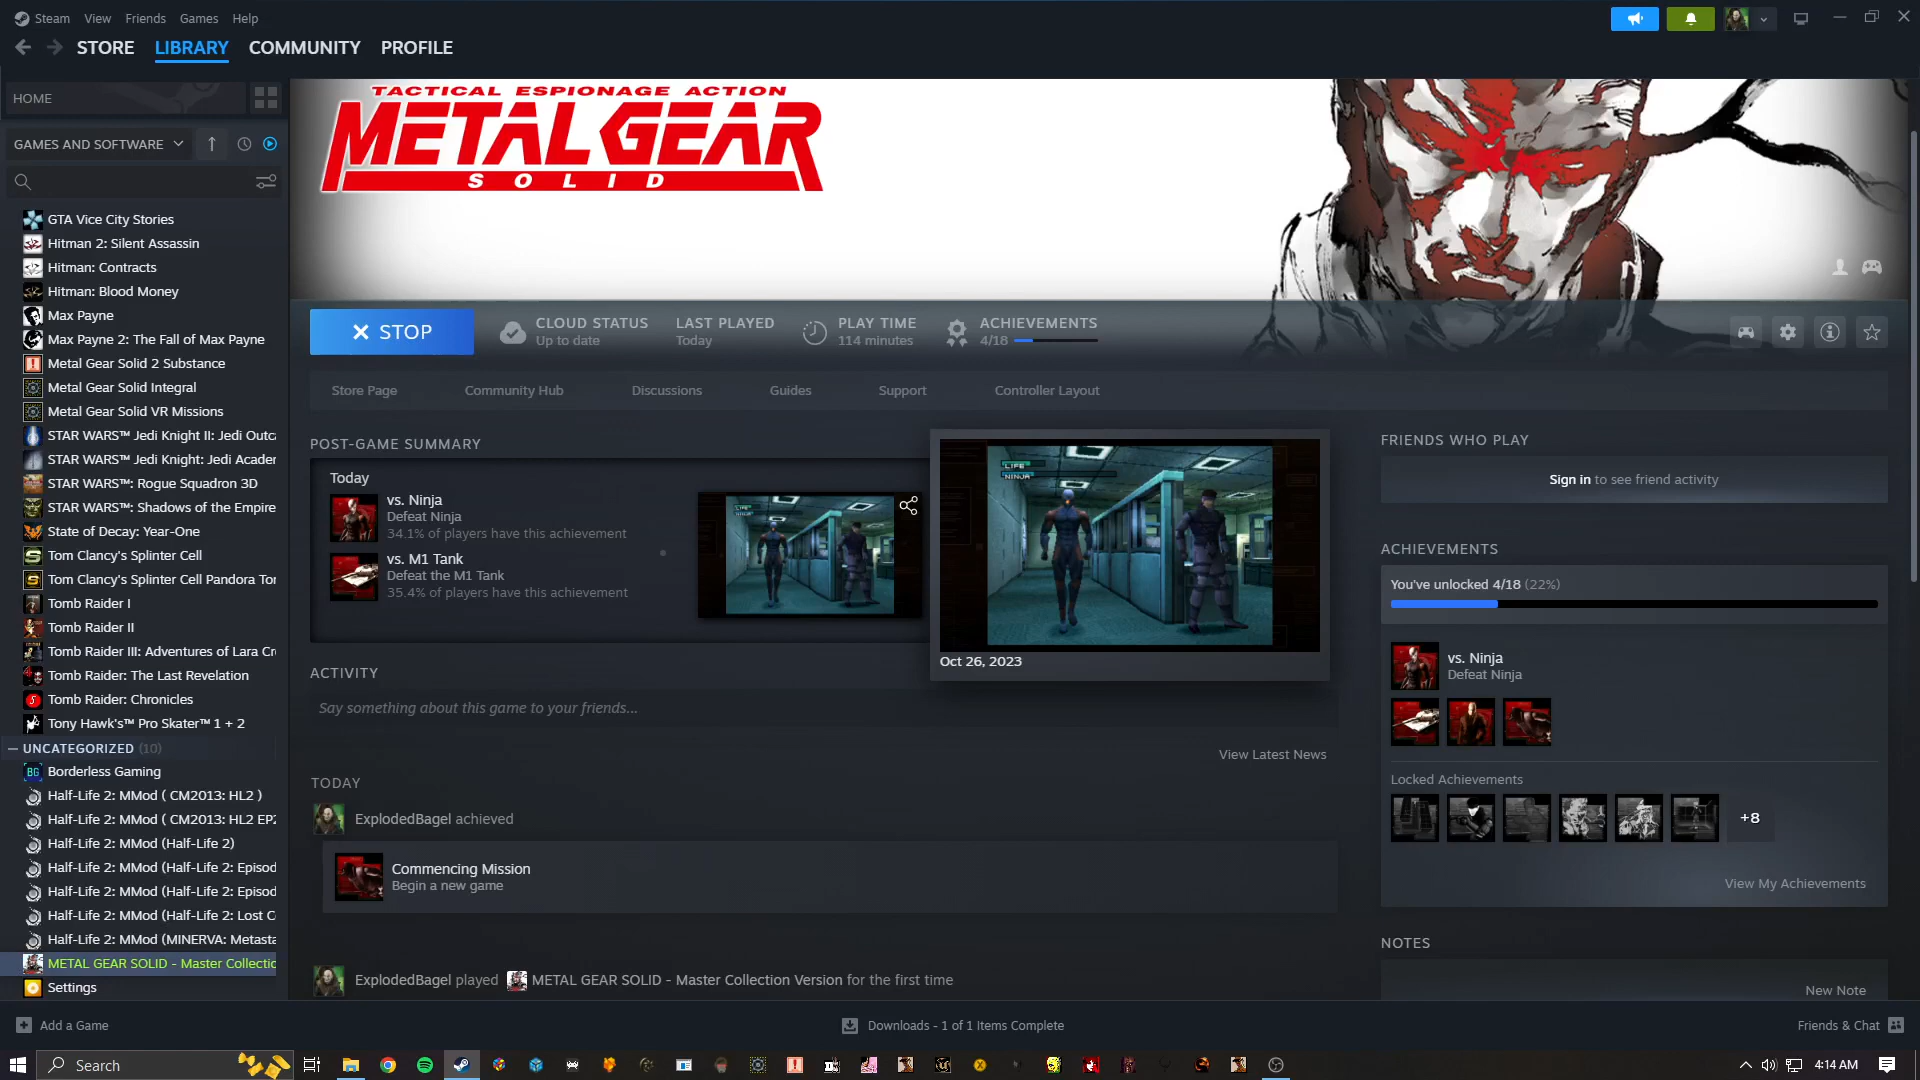 Steam View Friends Games Help
STORE LIBRARY COMMUNITY PROFILE
HOME
GAMES AND SOFTWARE
GTA Vice City Stories
Hitman 2: Silent Assassin
Hitman: Contracts
Hitman: Blood Money
Max Payne
Max Payne 2: The Fall of Max Payne
Metal Gear Solid 2 Substance
Metal Gear Solid Integral
Metal Gear Solid VR Missions
STAR WARS™ Jedi Knight II: Jedi Outca
STAR WARS™ Jedi Knight: Jedi Acader
STAR WARS™: Rogue Squadron 3D
STAR WARS™: Shadows of the Empire
State of Decay: Year-One
Tom Clancy's Splinter Cell
Tom Clancy's Splinter Cell Pandora Tor
Tomb Raider I
Tomb Raider II
Tomb Raider III: Adventures of Lara Cr
Tomb Raider: The Last Revelation
Tomb Raider: Chronicles
Tony Hawk's™ Pro Skater™ 1 + 2
UNCATEGORIZED (10)
Borderless Gaming
Half-Life 2: MMod ( CM2013: HL2 )
Half-Life 2: MMod ( CM2013: HL2 EP2
Half-Life 2: MMod (Half-Life 2)
Half-Life 2: MMod (Half-Life 2: Episod
Half-Life 2: MMod (Half-Life 2: Episod
Half-Life 2: MMod (Half-Life 2: Lost C
Half-Life 2: MMod (MINERVA: Metasta
METAL GEAR SOLID - Master Collectic
Settings
TACTICAL ESPIONAGE ACTION
METAL GEAR
SOLID
STOP
CLOUD STATUS
Up to date
LAST PLAYED
Today
PLAY TIME
114 minutes
ACHIEVEMENTS
4/18
Store Page Community Hub Discussions Guides Support Controller Layout
POST-GAME SUMMARY
Today
vs. Ninja
Defeat Ninja
34.1% of players have this achievement
vs. M1 Tank
Defeat the M1 Tank
35.4% of players have this achievement
LIFE
NINJA
Oct 26, 2023
ACTIVITY
Say something about this game to your friends...
View Latest News
TODAY
ExplodedBagel achieved
Commencing Mission
Begin a new game
ExplodedBagel played METAL GEAR SOLID - Master Collection Version for the first time
FRIENDS WHO PLAY
Sign in to see friend activity
ACHIEVEMENTS
You've unlocked 4/18 (22%)
vs. Ninja
Defeat Ninja
Locked Achievements
+8
View My Achievements
NOTES
New Note
Add a Game
Downloads - 1 of 1 Items Complete
Friends & Chat
Search
4:14 AM